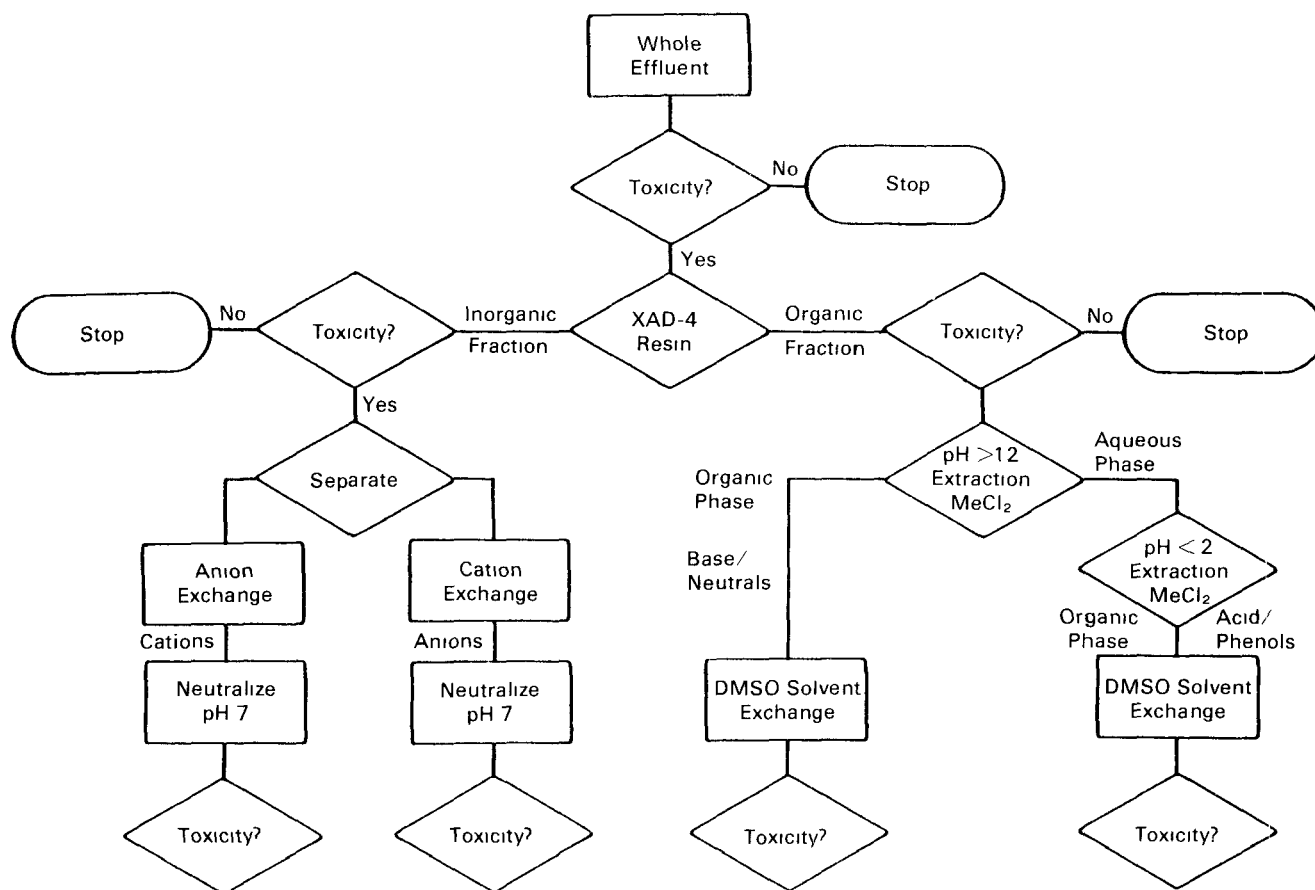 Whole
Effluent
Toxicity?
No
Stop
Yes
Stop
No
Toxicity?
Inorganic
Fraction
XAD-4
Resin
Organic
Fraction
Toxicity?
No
Stop
Yes
Separate
Organic
Phase
pH >12
Extraction
MeCl₂
Aqueous
Phase
Anion
Exchange
Cation
Exchange
Base/
Neutrals
pH < 2
Extraction
MeCl₂
Cations
Anions
Organic
Phase
Acid/
Phenols
Neutralize
pH 7
Neutralize
pH 7
DMSO Solvent
Exchange
DMSO Solvent
Exchange
Toxicity?
Toxicity?
Toxicity?
Toxicity?